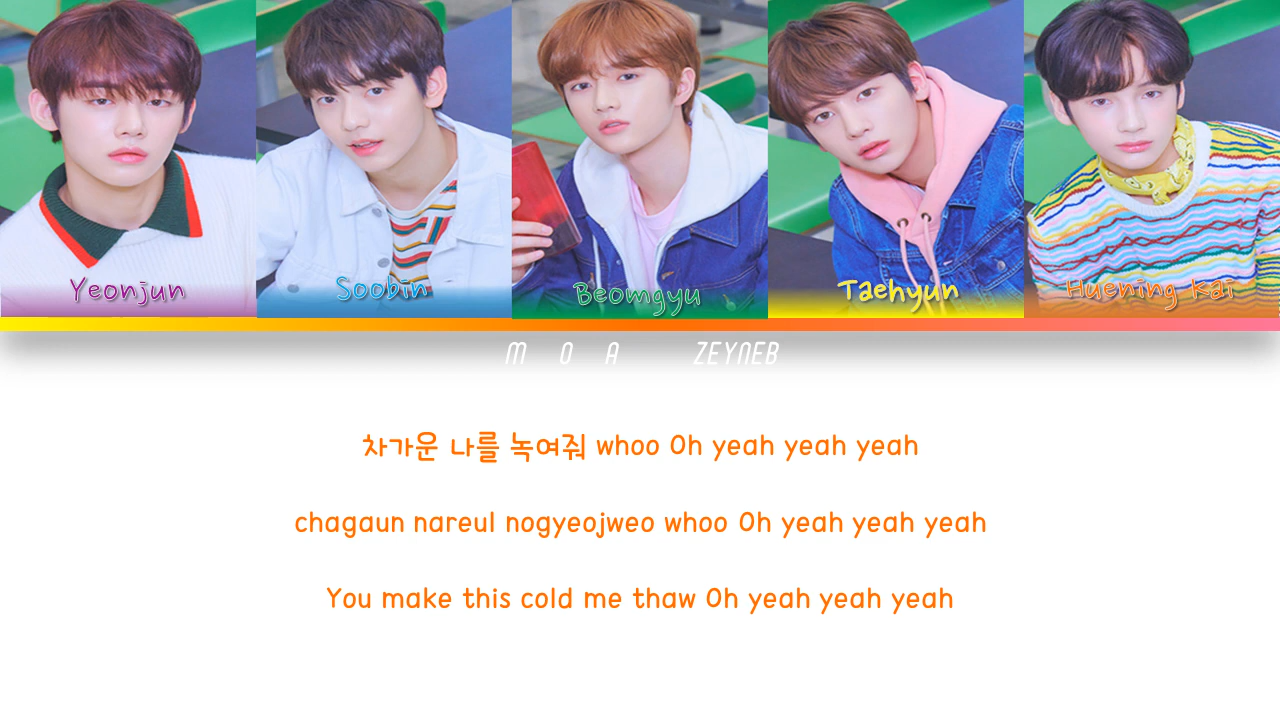 Yeonjun Soobin Beomgyu Taehyun Huening Kai
M O A ZEYNEB
차가운 나를 녹여줘 whoo Oh yeah yeah yeah
chagaun nareul nogyeojweo whoo Oh yeah yeah yeah
You make this cold me thaw Oh yeah yeah yeah